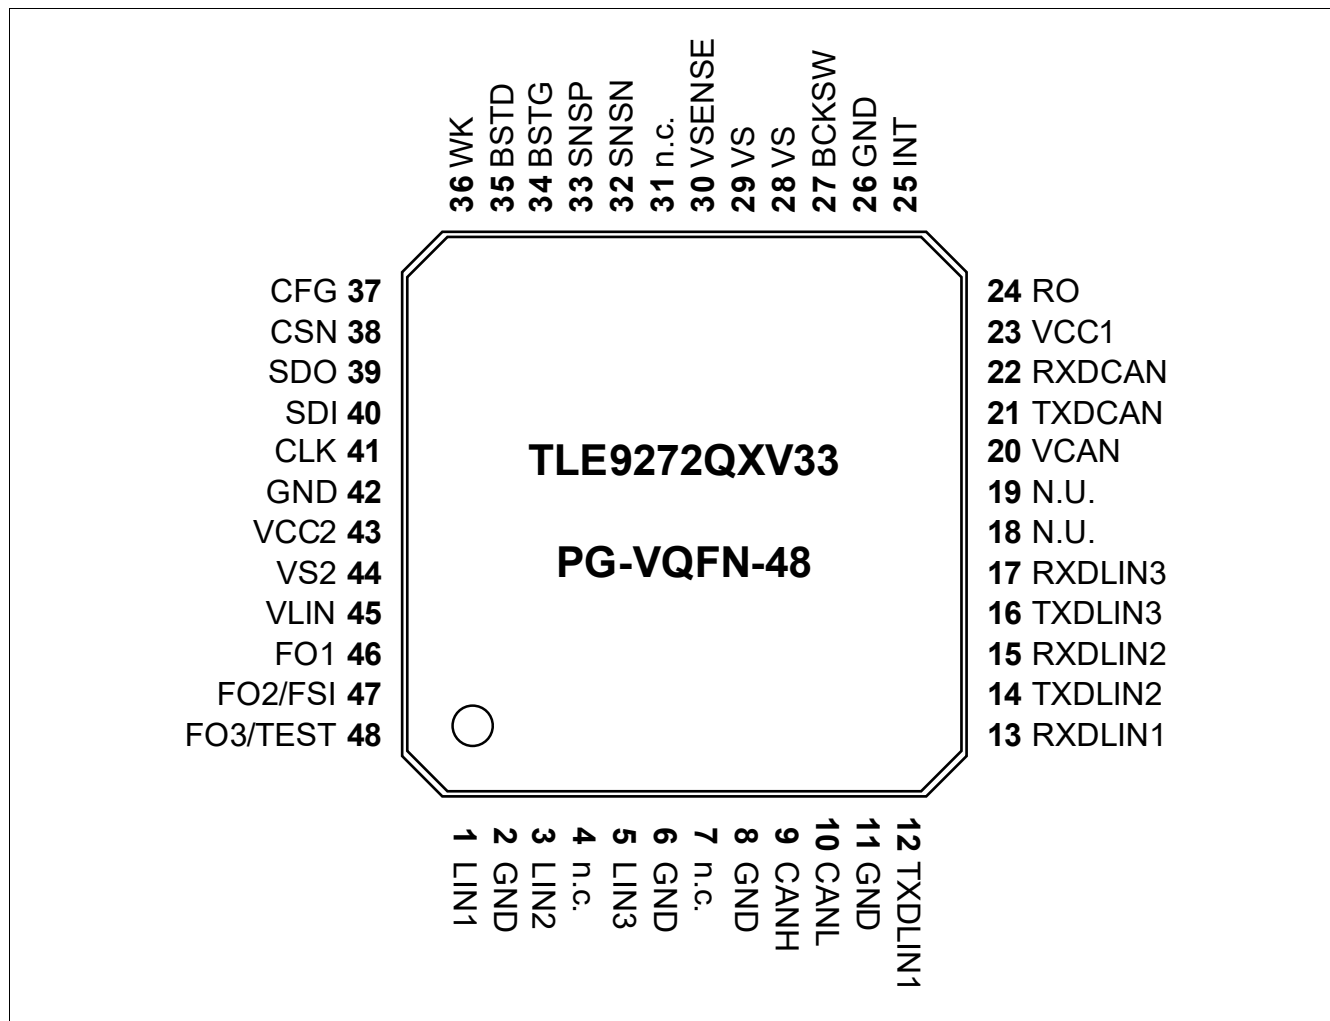 36 WK
35 BSTD
34 BSTG
33 SNSP
32 SNSN
31 n.c.
30 VSENSE
29 VS
28 VS
27 BCKSW
26 GND
25 INT
CFG 37
CSN 38
SDO 39
SDI 40
CLK 41
GND 42
VCC2 43
VS2 44
VLIN 45
FO1 46
FO2/FSI 47
FO3/TEST 48
TLE9272QXV33
PG-VQFN-48
24 RO
23 VCC1
22 RXDCAN
21 TXDCAN
20 VCAN
19 N.U.
18 N.U.
17 RXDLIN3
16 TXDLIN3
15 RXDLIN2
14 TXDLIN2
13 RXDLIN1
1 LIN1
2 GND
3 LIN2
4 n.c.
5 LIN3
6 GND
7 n.c.
8 GND
9 CANH
10 CANL
11 GND
12 TXDLIN1